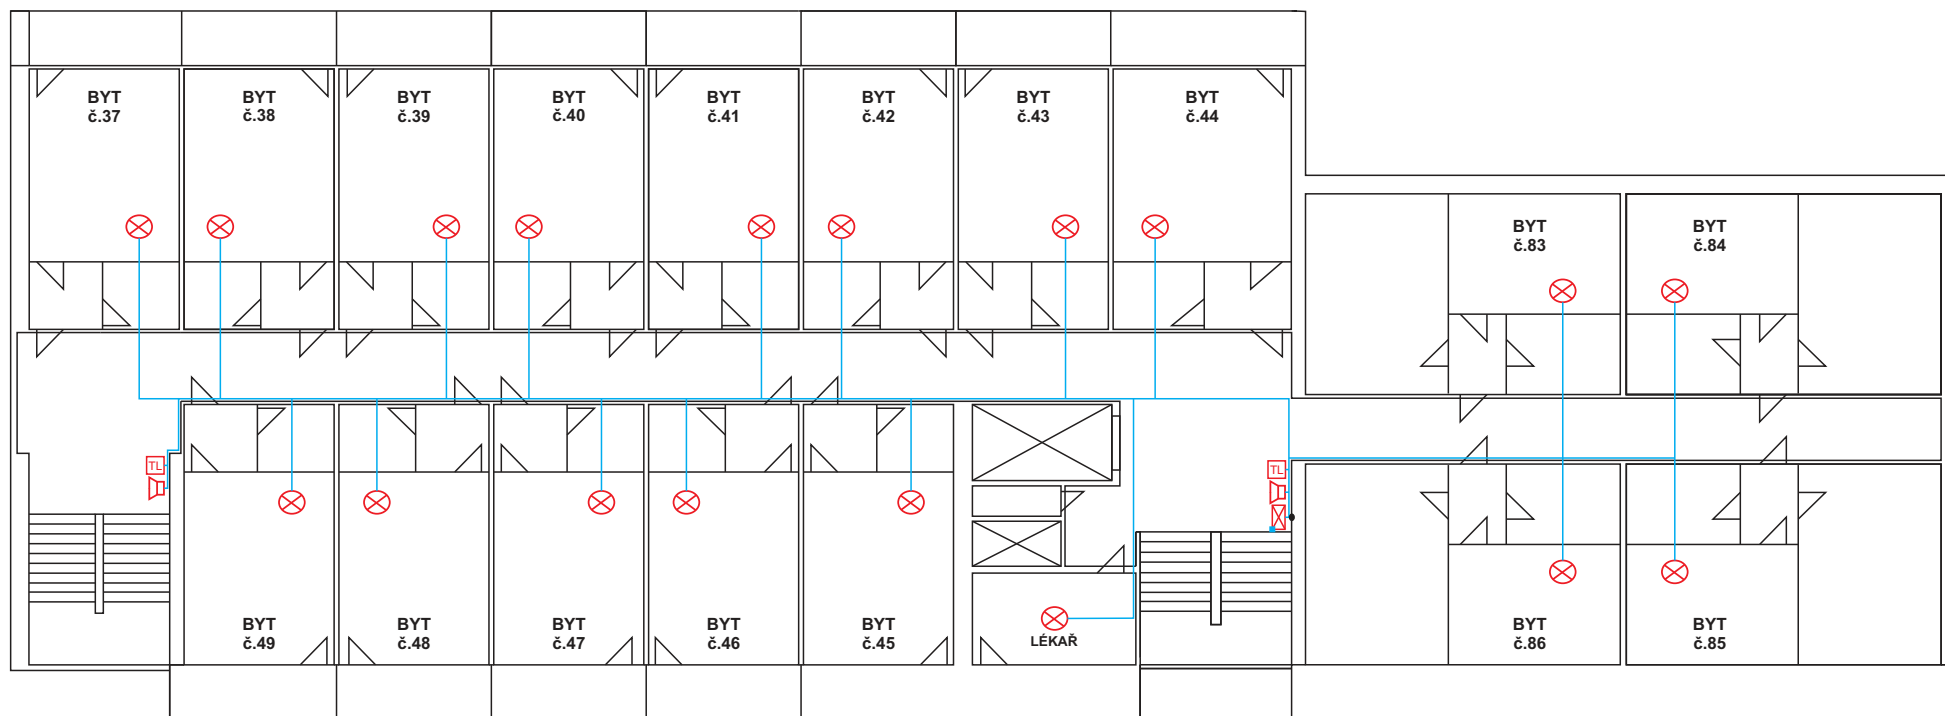 BYT
č.37
BYT
č.38
BYT
č.39
BYT
č.40
BYT
č.41
BYT
č.42
BYT
č.43
BYT
č.44
BYT
č.83
BYT
č.84
TL
TL
BYT
č.49
BYT
č.48
BYT
č.47
BYT
č.46
BYT
č.45
LÉKAŘ
BYT
č.86
BYT
č.85